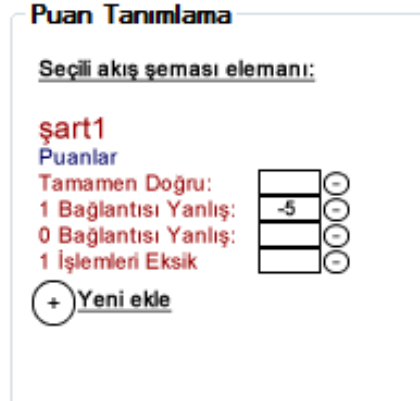 Puan Tanımlama
Seçili akış şeması elemanı:
şart1
Puanlar
Tamamen Doğru: -
1 Bağlantısı Yanlış: -5 -
0 Bağlantısı Yanlış: -
1 İşlemleri Eksik -
+ Yeni ekle